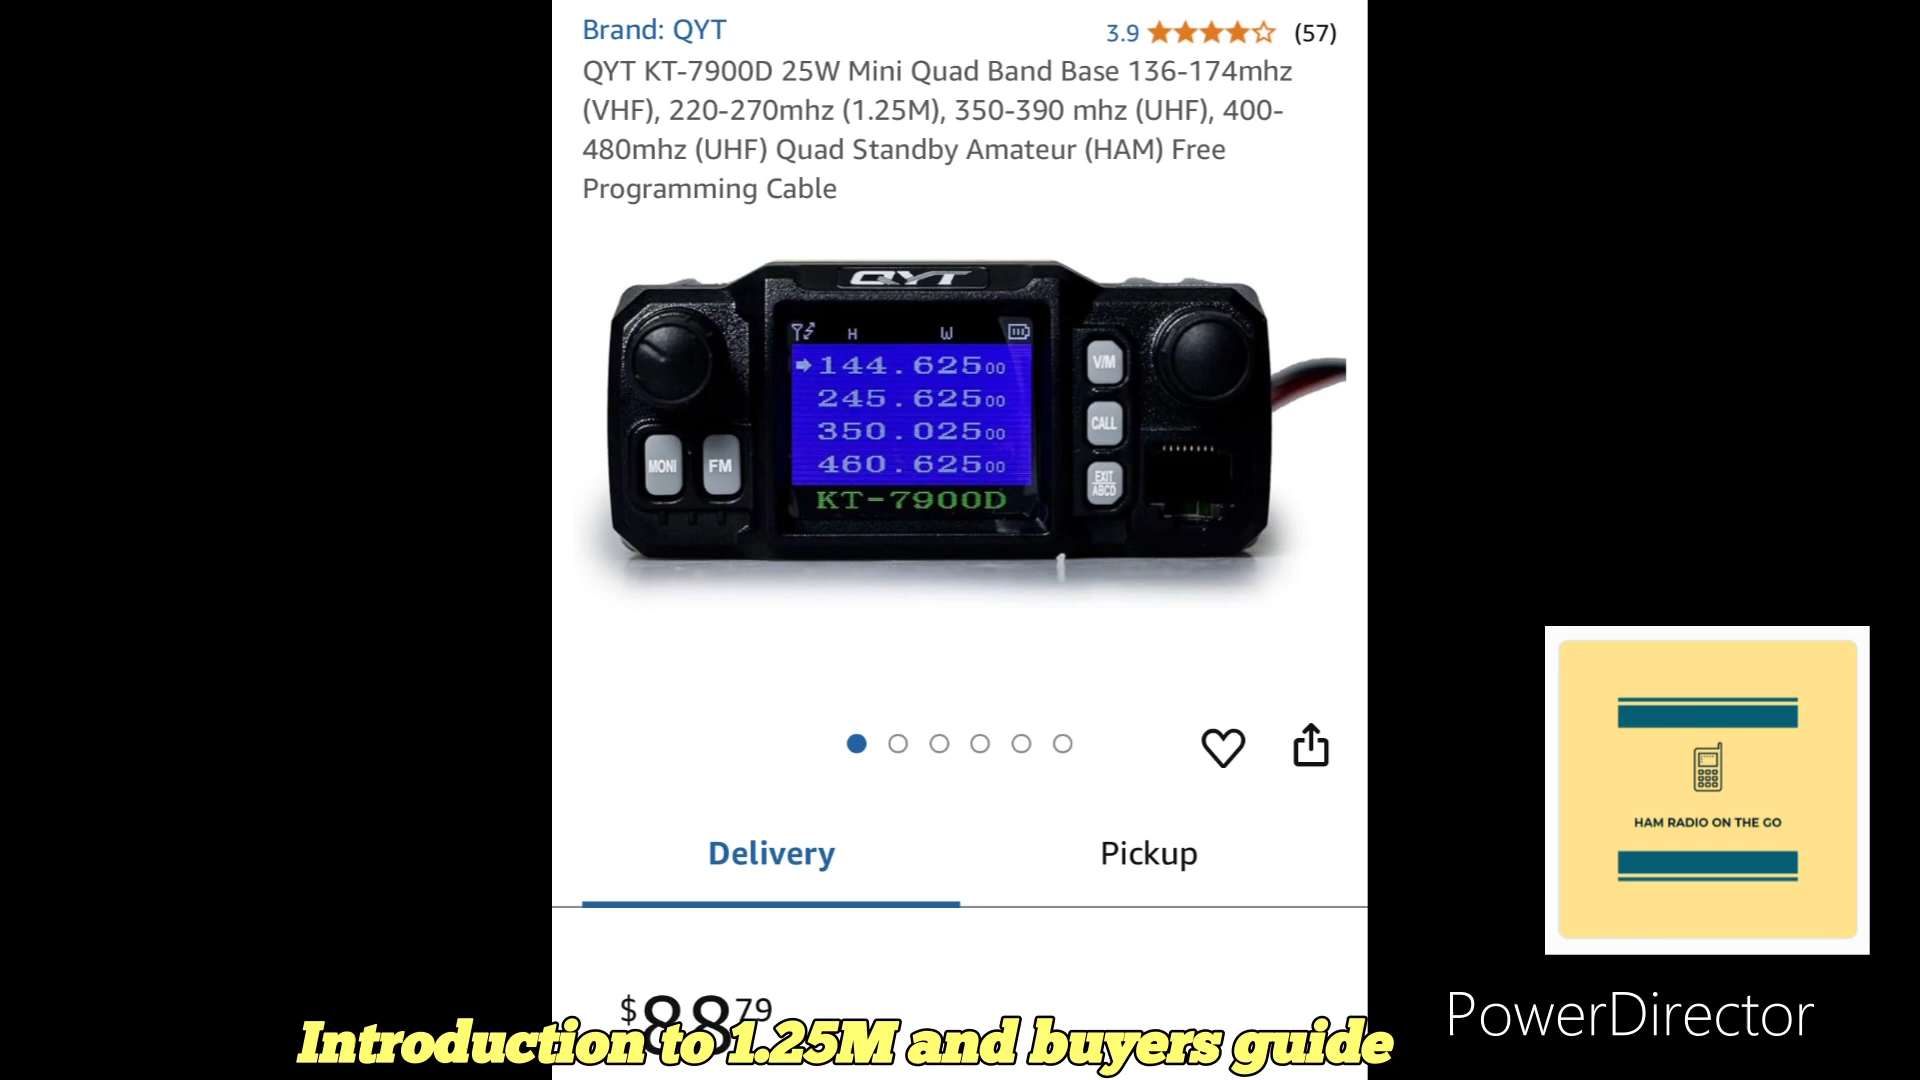 Brand: QYT
3.9 (57)
QYT KT-7900D 25W Mini Quad Band Base 136-174mhz
(VHF), 220-270mhz (1.25M), 350-390 mhz (UHF), 400-
480mhz (UHF) Quad Standby Amateur (HAM) Free
Programming Cable
QYT
H W
144.62500
245.62500
350.02500
460.62500
KT-7900D
MONI
FM
V/M
CALL
EXIT
ABCD
Delivery
Pickup
$88.79
Introduction to 1.25M and buyers guide
HAM RADIO ON THE GO
PowerDirector